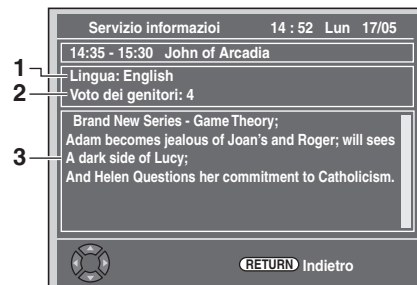 Servizio informazioi 14 : 52 Lun 17/05
14:35 - 15:30 John of Arcadia
1 Lingua: English
2 Voto dei genitori: 4
Brand New Series - Game Theory;
Adam becomes jealous of Joan's and Roger; will sees
3 A dark side of Lucy;
And Helen Questions her commitment to Catholicism.
RETURN Indietro